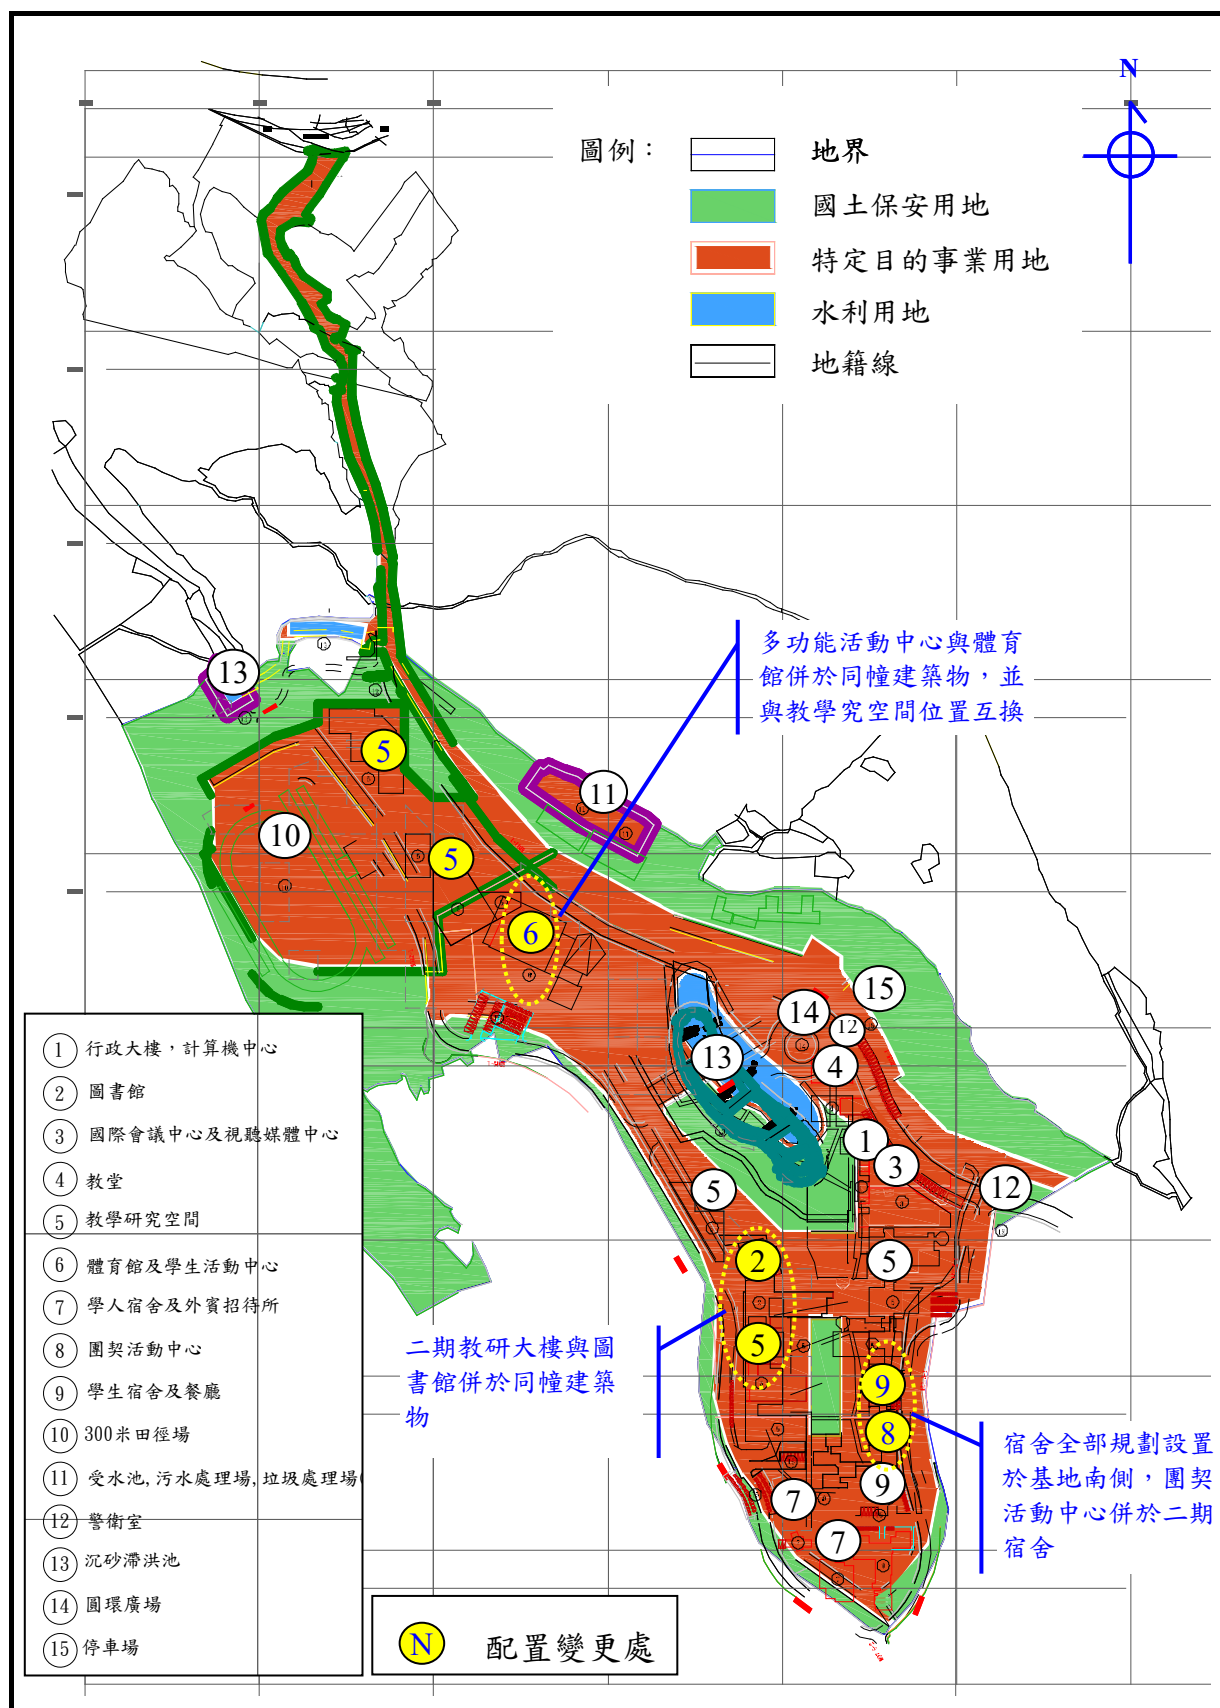 N
圖例：
地界
國土保安用地
特定目的事業用地
水利用地
地籍線
多功能活動中心與體育
館併於同幢建築物，並
與教學究空間位置互換
13
5
11
10
5
6
15
14
12
13
4
1
3
5
12
2
5
5
9
8
9
7
7
二期教研大樓與圖
書館併於同幢建築
物
宿舍全部規劃設置
於基地南側，團契
活動中心併於二期
宿舍
1 行政大樓，計算機中心
2 圖書館
3 國際會議中心及視聽媒體中心
4 教堂
5 教學研究空間
6 體育館及學生活動中心
7 學人宿舍及外賓招待所
8 團契活動中心
9 學生宿舍及餐廳
10 300米田徑場
11 受水池,污水處理場,垃圾處理場(
12 警衛室
13 沉砂滯洪池
14 圓環廣場
15 停車場
N 配置變更處